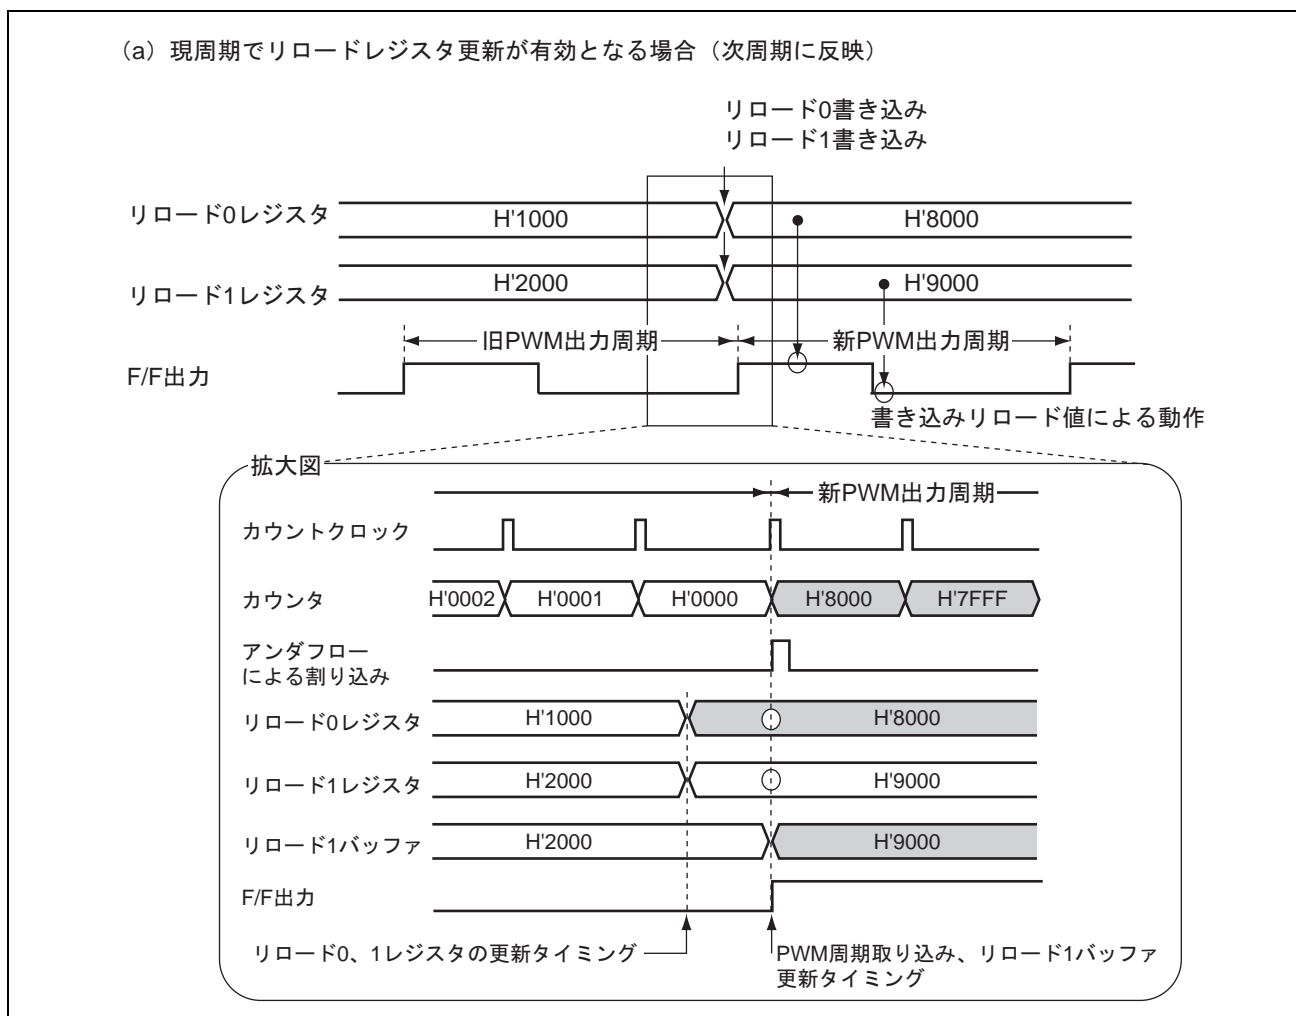 (a) 現周期でリロードレジスタ更新が有効となる場合（次周期に反映）
リロード0書き込み
リロード1書き込み
リロード0レジスタ
H'1000
H'8000
リロード1レジスタ
H'2000
H'9000
旧PWM出力周期
新PWM出力周期
F/F出力
書き込みリロード値による動作
拡大図
新PWM出力周期
カウントクロック
カウンタ
H'0002
H'0001
H'0000
H'8000
H'7FFF
アンダフロー
による割り込み
リロード0レジスタ
H'1000
H'8000
リロード1レジスタ
H'2000
H'9000
リロード1バッファ
H'2000
H'9000
F/F出力
リロード0、1レジスタの更新タイミング
PWM周期取り込み、リロード1バッファ
更新タイミング